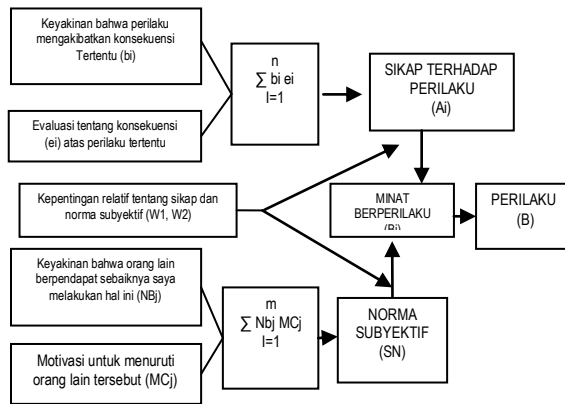 Keyakinan bahwa perilaku
mengakibatkan konsekuensi
Tertentu (bi)
Evaluasi tentang konsekuensi
(ei) atas perilaku tertentu
n
∑ bi ei
I=1
SIKAP TERHADAP
PERILAKU
(Ai)
Kepentingan relatif tentang sikap dan
norma subyektif (W1, W2)
MINAT
BERPERILAKU
(Bi)
PERILAKU
(B)
Keyakinan bahwa orang lain
berpendapat sebaiknya saya
melakukan hal ini (NBj)
Motivasi untuk menuruti
orang lain tersebut (MCj)
m
∑ Nbj MCj
I=1
NORMA
SUBYEKTIF
(SN)